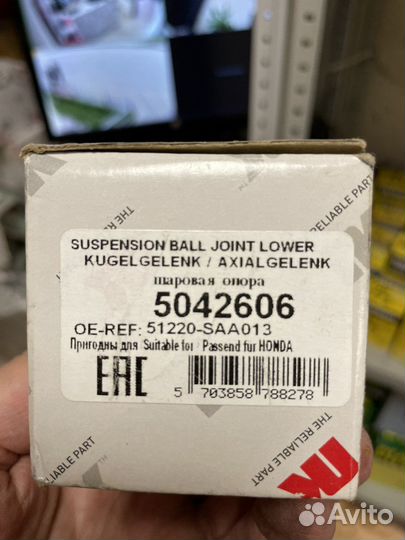 THE RELIABLE PART
RELIABLE PART
SUSPENSION BALL JOINT LOWER
KUGELGELENK / AXIALGELENK
шаровая опора
5042606
OE-REF: 51220-SAA013
Пригодны для Suitable for Passend fur HONDA
EAC
5 703858 788278
RELIABLE PART
THE RELIABLE PART
NK
Avito